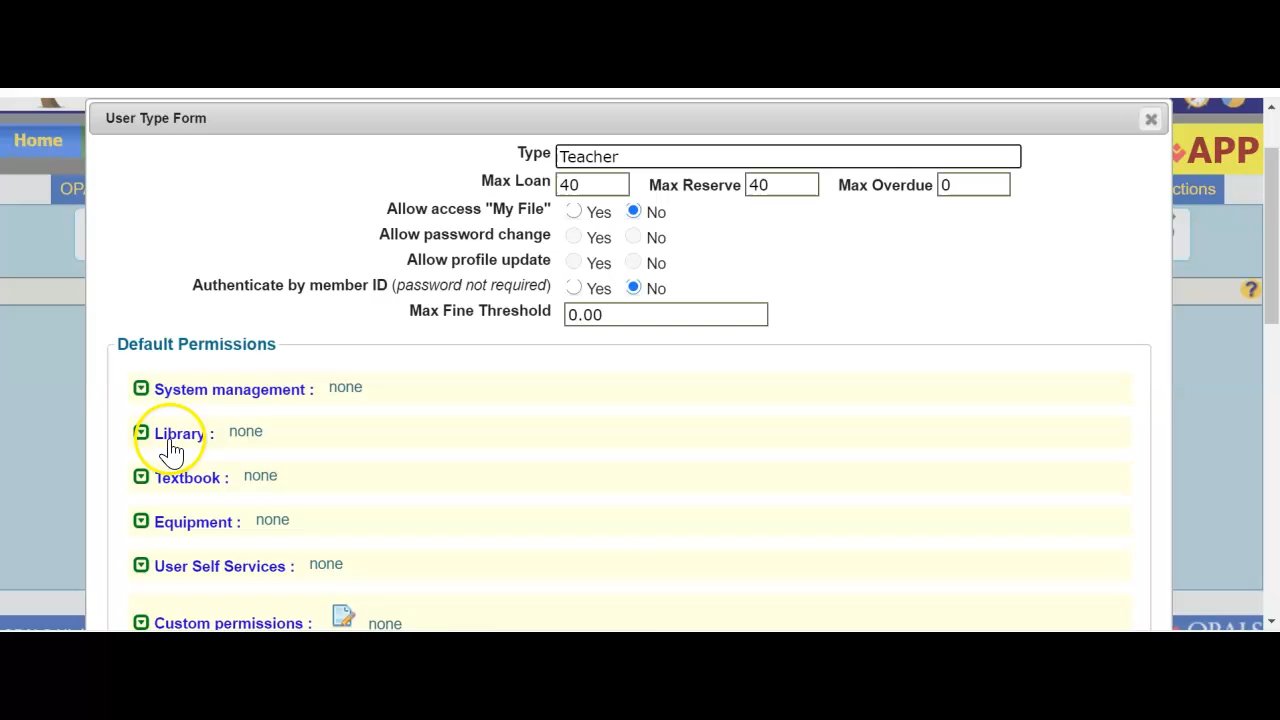 User Type Form
Home
APP
Type Teacher
Max Loan 40 Max Reserve 40 Max Overdue 0
OP
ctions
Allow access "My File" Yes No
Allow password change Yes No
Allow profile update Yes No
Authenticate by member ID (password not required) Yes No
?
Max Fine Threshold 0.00
Default Permissions
System management : none
Library : none
Textbook : none
Equipment : none
User Self Services : none
Custom permissions : none
OPALS